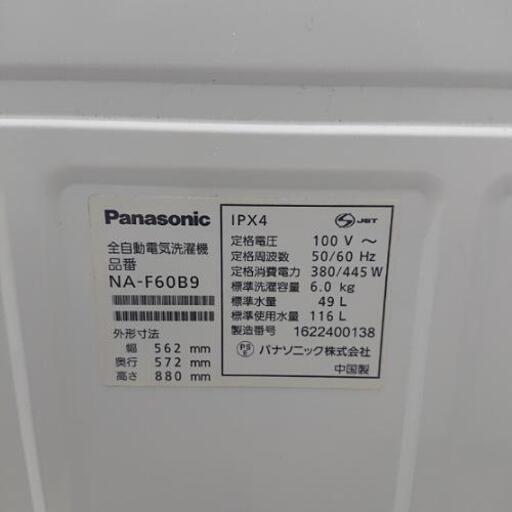 Panasonic
全自動電気洗濯機
品番
NA-F60B9
外形寸法
幅 562 mm
奥行 572 mm
高さ 880 mm
IPX4
S JET
定格電圧 100 V ～
定格周波数 50/60 Hz
定格消費電力 380/445 W
標準洗濯容量 6.0 kg
標準水量 49 L
標準使用水量 116 L
製造番号 1622400138
PS E パナソニック株式会社
中国製